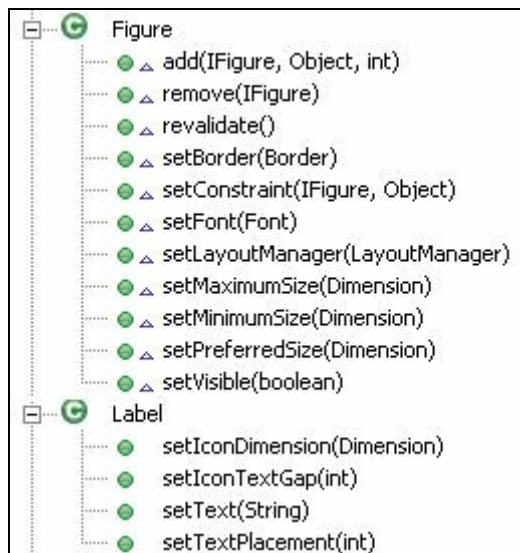 Figure
add(IFigure, Object, int)
remove(IFigure)
revalidate()
setBorder(Border)
setConstraint(IFigure, Object)
setFont(Font)
setLayoutManager(LayoutManager)
setMaximumSize(Dimension)
setMinimumSize(Dimension)
setPreferredSize(Dimension)
setVisible(boolean)
Label
setIconDimension(Dimension)
setIconTextGap(int)
setText(String)
setTextPlacement(int)